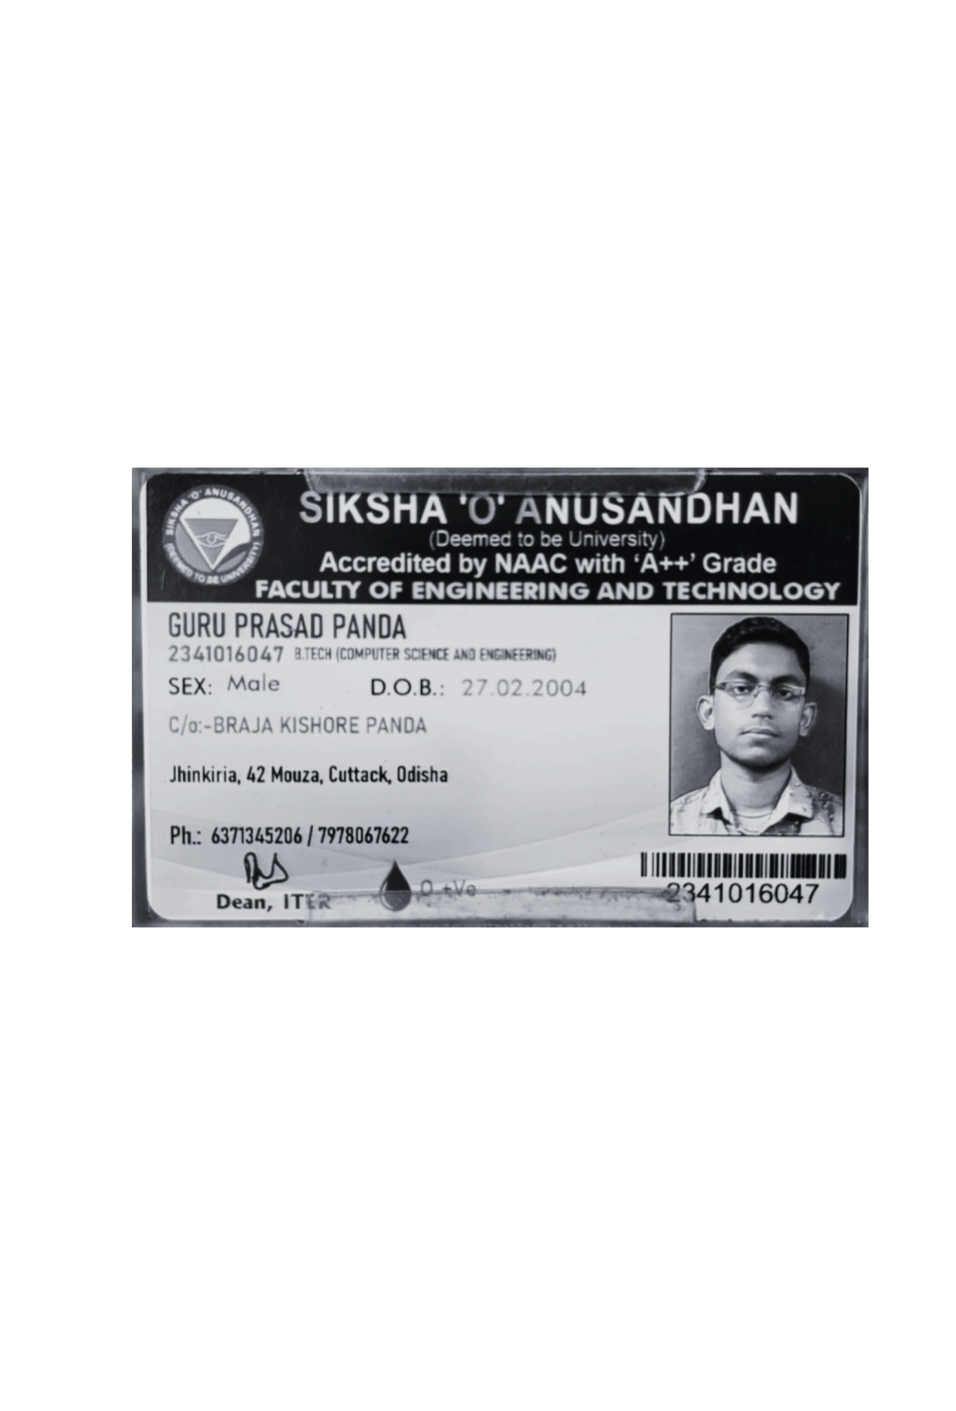 SIKSHA 'O' ANUSANDHAN
(DEEMED TO BE UNIVERSITY)
SIKSHA 'O' ANUSANDHAN
(Deemed to be University)
Accredited by NAAC with 'A++' Grade
FACULTY OF ENGINEERING AND TECHNOLOGY
GURU PRASAD PANDA
2341016047 B.TECH (COMPUTER SCIENCE AND ENGINEERING)
SEX: Male D.O.B.: 27.02.2004
C/o:-BRAJA KISHORE PANDA
Jhinkiria, 42 Mouza, Cuttack, Odisha
Ph.: 6371345206 / 7978067622
Dean, ITER
2341016047